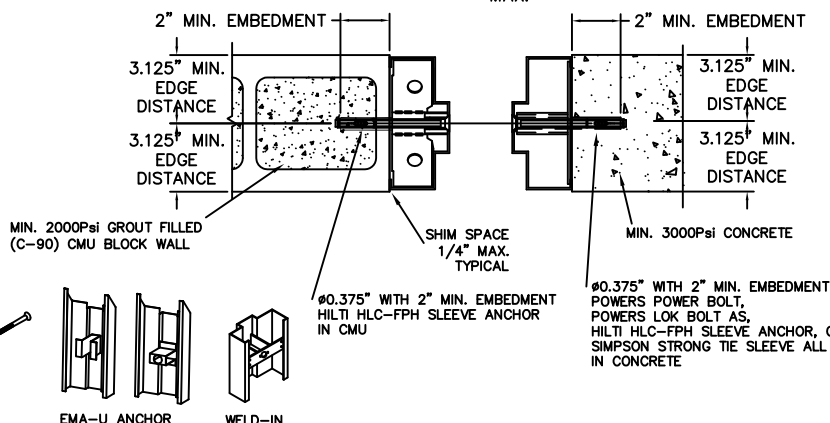 MAX.
2" MIN. EMBEDMENT
2" MIN. EMBEDMENT
3.125" MIN.
EDGE
DISTANCE
3.125" MIN.
EDGE
DISTANCE
3.125" MIN.
EDGE
DISTANCE
3.125" MIN.
EDGE
DISTANCE
MIN. 2000Psi GROUT FILLED
(C-90) CMU BLOCK WALL
SHIM SPACE
1/4" MAX.
TYPICAL
MIN. 3000Psi CONCRETE
ø0.375" WITH 2" MIN. EMBEDMENT
HILTI HLC-FPH SLEEVE ANCHOR
IN CMU
ø0.375" WITH 2" MIN. EMBEDMENT
POWERS POWER BOLT,
POWERS LOK BOLT AS,
HILTI HLC-FPH SLEEVE ANCHOR,
SIMPSON STRONG TIE SLEEVE ALL
IN CONCRETE
EMA-U ANCHOR
WELD-IN